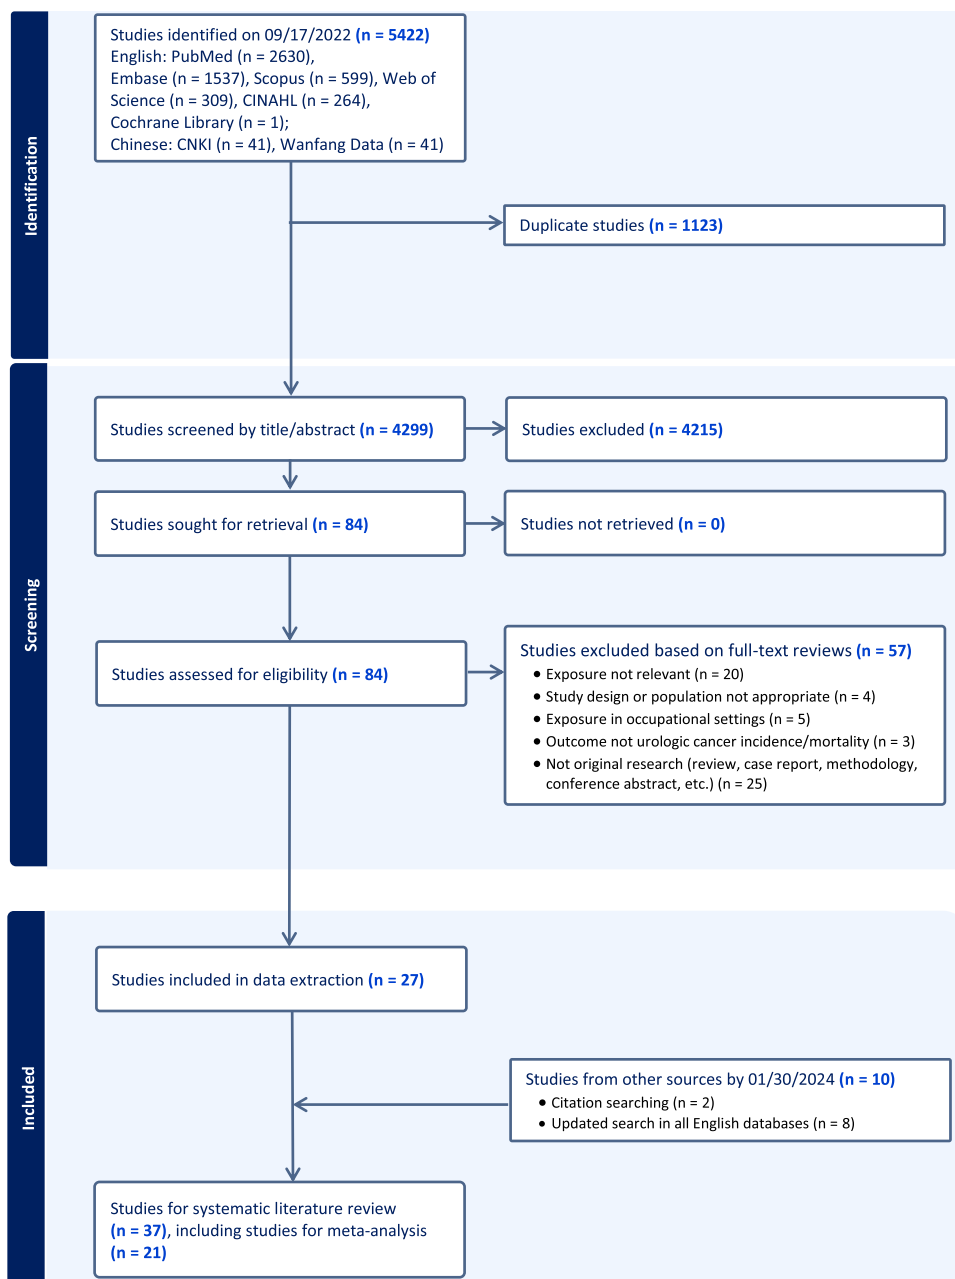 Identification
Studies identified on 09/17/2022 (n = 5422)
English: PubMed (n = 2630),
Embase (n = 1537), Scopus (n = 599), Web of
Science (n = 309), CINAHL (n = 264),
Cochrane Library (n = 1);
Chinese: CNKI (n = 41), Wanfang Data (n = 41)
Duplicate studies (n = 1123)
Screening
Studies screened by title/abstract (n = 4299)
Studies excluded (n = 4215)
Studies sought for retrieval (n = 84)
Studies not retrieved (n = 0)
Studies assessed for eligibility (n = 84)
Studies excluded based on full-text reviews (n = 57)
● Exposure not relevant (n = 20)
● Study design or population not appropriate (n = 4)
● Exposure in occupational settings (n = 5)
● Outcome not urologic cancer incidence/mortality (n = 3)
● Not original research (review, case report, methodology,
conference abstract, etc.) (n = 25)
Included
Studies included in data extraction (n = 27)
Studies from other sources by 01/30/2024 (n = 10)
● Citation searching (n = 2)
● Updated search in all English databases (n = 8)
Studies for systematic literature review
(n = 37), including studies for meta-analysis
(n = 21)